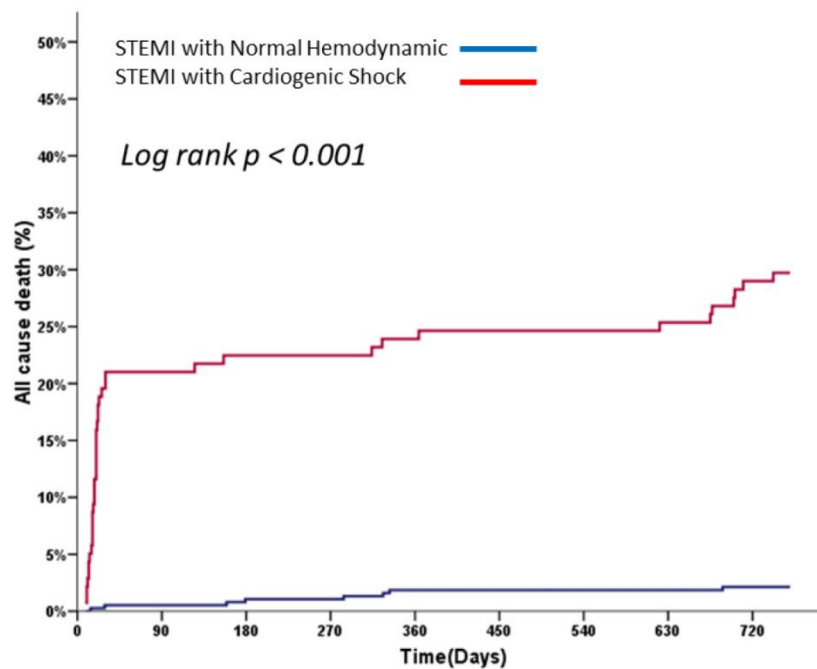 STEMI with Normal Hemodynamic
STEMI with Cardiogenic Shock
Log rank p < 0.001
All cause death (%)
50%
45%
40%
35%
30%
25%
20%
15%
10%
5%
0%
0 90 180 270 360 450 540 630 720
Time(Days)